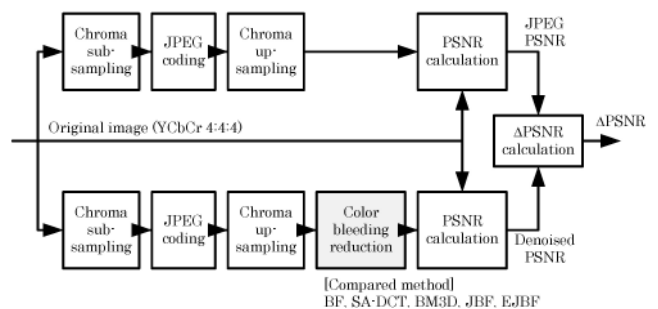 Chroma
sub-
sampling
JPEG
coding
Chroma
up-
sampling
PSNR
calculation
JPEG
PSNR
Original image (YCbCr 4:4:4)
ΔPSNR
calculation
ΔPSNR
Chroma
sub-
sampling
JPEG
coding
Chroma
up-
sampling
Color
bleeding
reduction
PSNR
calculation
Denoised
PSNR
[Compared method]
BF, SA-DCT, BM3D, JBF, EJBF